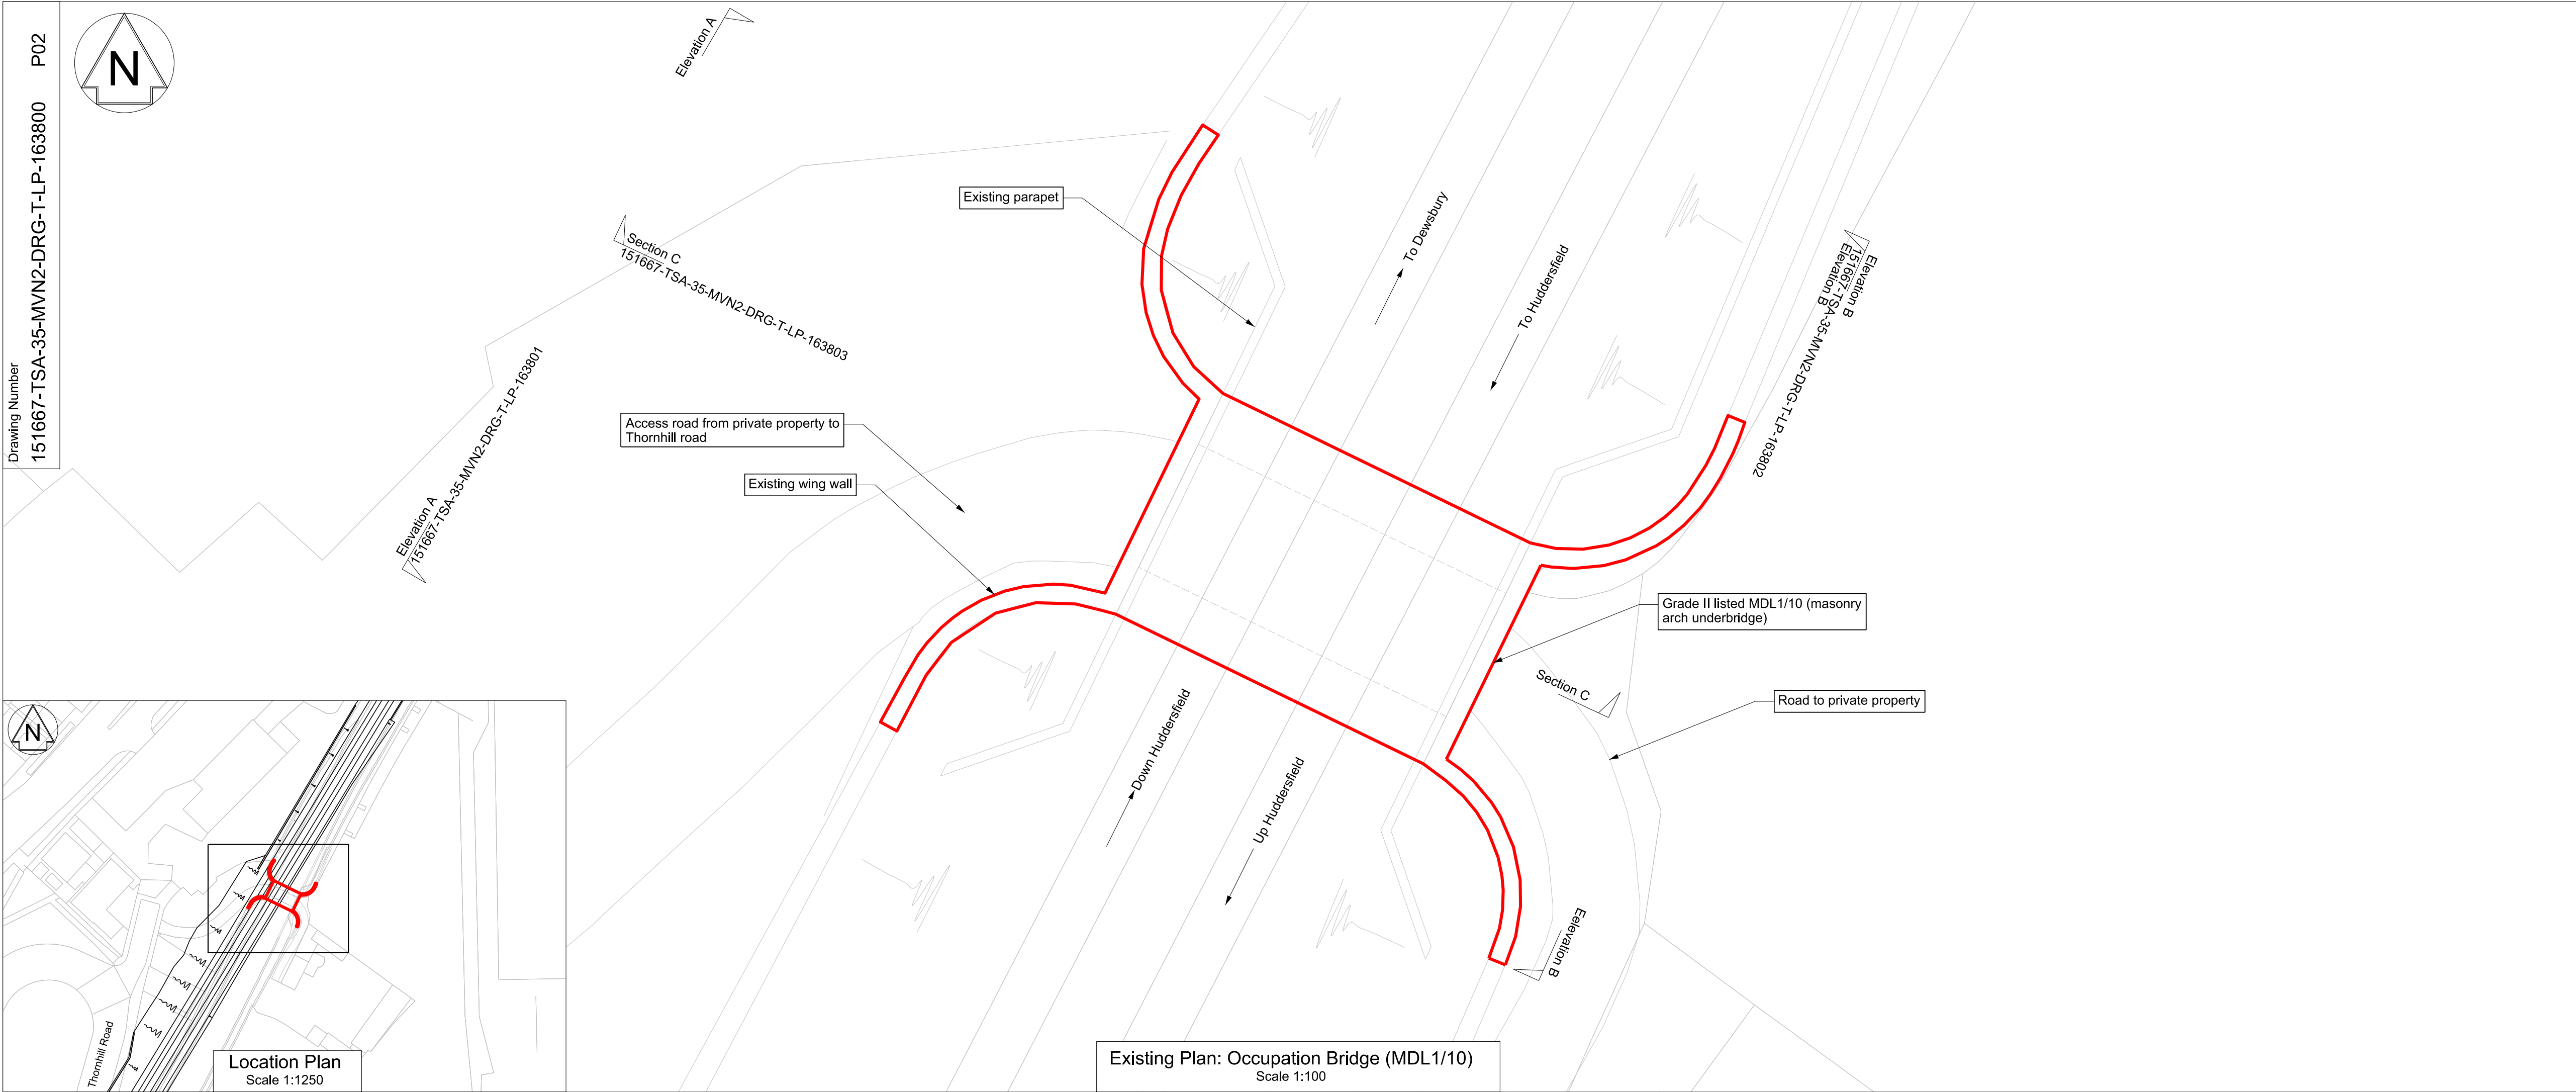 Drawing Number
151667-TSA-35-MVN2-DRG-T-LP-163800 P02
N
Elevation A
Section C
151667-TSA-35-MVN2-DRG-T-LP-163803
Elevation A
151667-TSA-35-MVN2-DRG-T-LP-163801
Existing parapet
Access road from private property to
Thornhill road
Existing wing wall
To Dewsbury
To Huddersfield
Elevation B
151667-TSA-35-MVN2-DRG-T-LP-163802
Elevation B
Grade II listed MDL1/10 (masonry
arch underbridge)
Section C
Road to private property
Down Huddersfield
Up Huddersfield
Eelevation B
N
Thornhill Road
Location Plan
Scale 1:1250
Existing Plan: Occupation Bridge (MDL1/10)
Scale 1:100